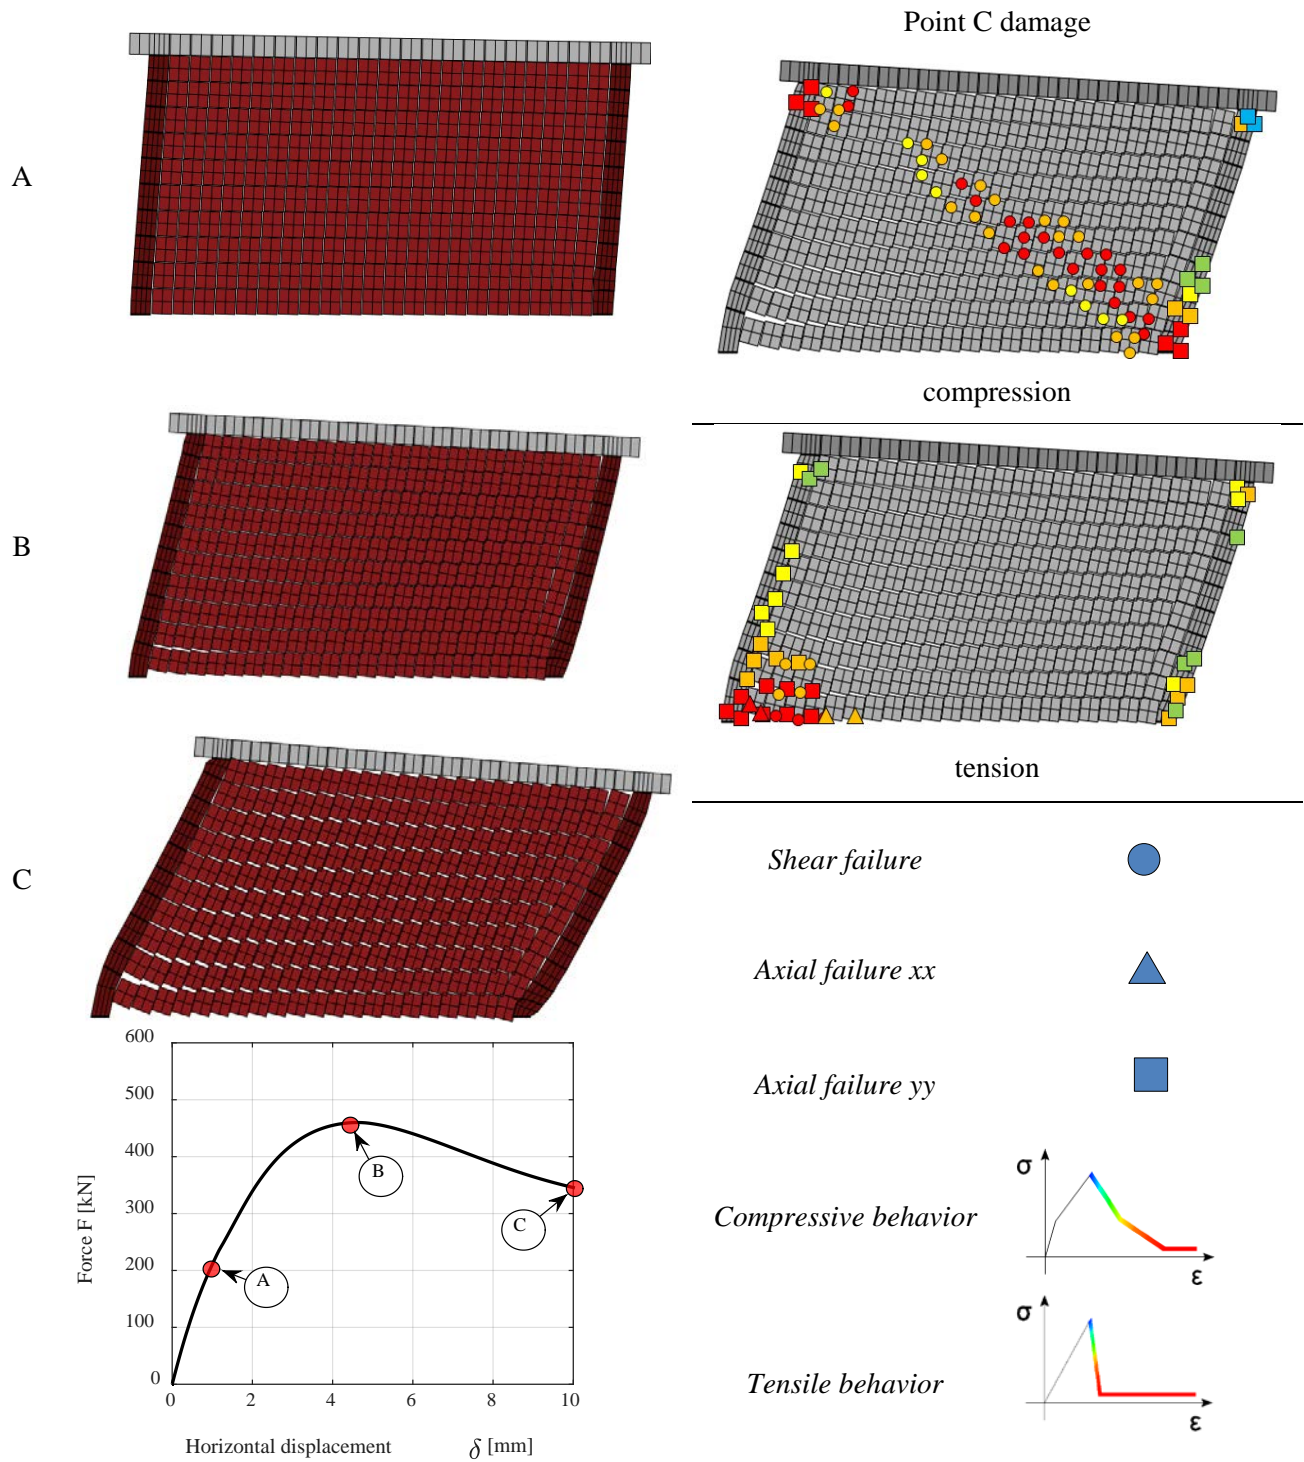 Point C damage
A
compression
B
tension
C
Shear failure
Axial failure xx
Axial failure yy
Compressive behavior
σ
ε
Tensile behavior
σ
ε
600
500
400
300
200
100
0
Force F [kN]
A
B
C
0 2 4 6 8 10
Horizontal displacement δ [mm]